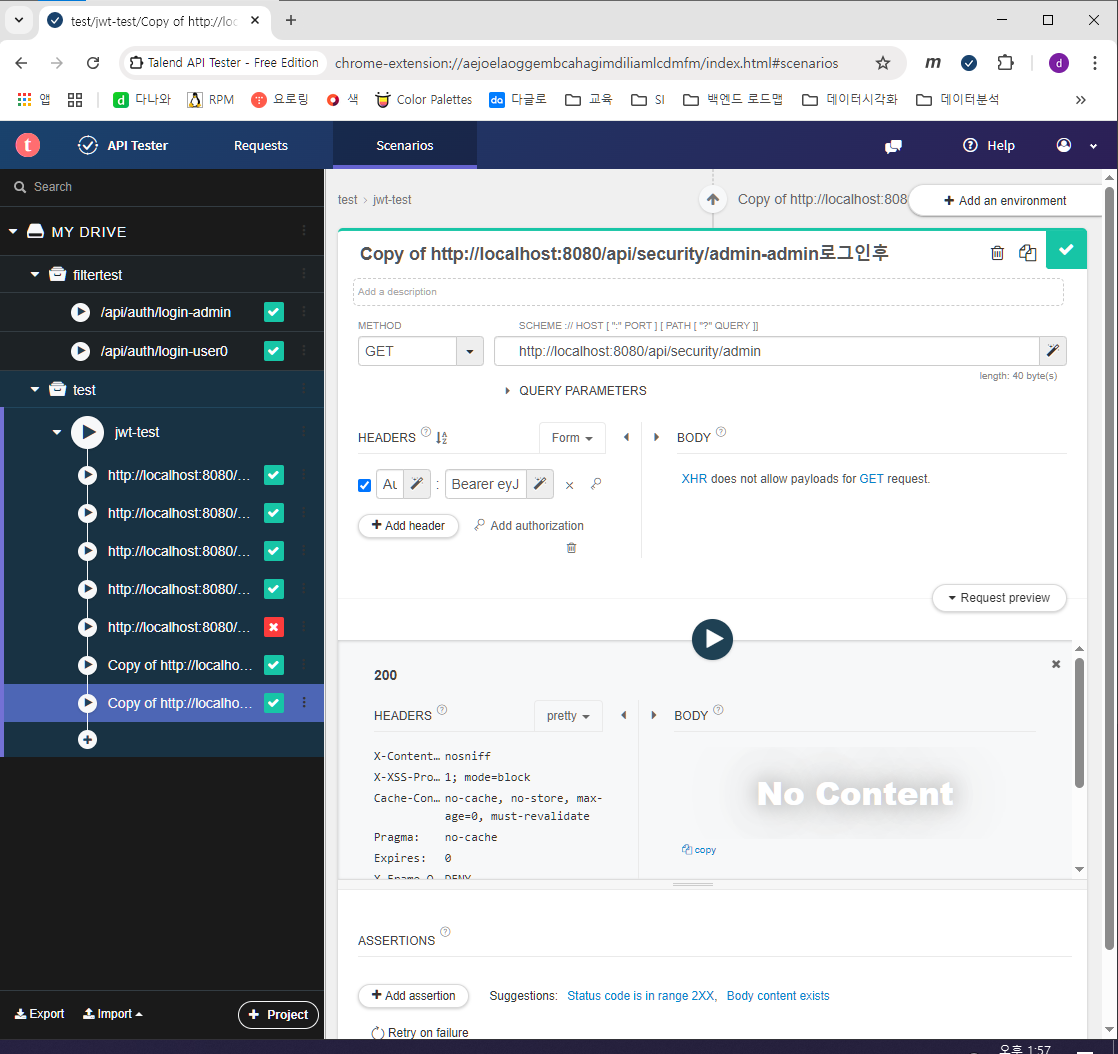 test/jwt-test/Copy of http://loc
Talend API Tester - Free Edition
chrome-extension://aejoelaoggembcahagimdiliamlcdmfm/index.html#scenarios
m
d
앱
d 다나와
RPM
요로링
색
Color Palettes
da 다글로
교육
SI
백엔드 로드맵
데이터시각화
데이터분석
t
API Tester
Requests
Scenarios
Help
Search
MY DRIVE
filtertest
/api/auth/login-admin
/api/auth/login-user0
test
jwt-test
http://localhost:8080/...
http://localhost:8080/...
http://localhost:8080/...
http://localhost:8080/...
http://localhost:8080/...
Copy of http://localho...
Copy of http://localho...
Export
Import
+ Project
test › jwt-test
Copy of http://localhost:808
+ Add an environment
Copy of http://localhost:8080/api/security/admin-admin로그인후
Add a description
METHOD
SCHEME :// HOST [ ":" PORT ] [ PATH [ "?" QUERY ]]
GET
http://localhost:8080/api/security/admin
length: 40 byte(s)
QUERY PARAMETERS
HEADERS ?
Form
BODY ?
Au : Bearer eyJ
XHR does not allow payloads for GET request.
+ Add header
Add authorization
Request preview
200
HEADERS ?
pretty
BODY ?
X-Content… nosniff
X-XSS-Pro… 1; mode=block
Cache-Con… no-cache, no-store, max-
age=0, must-revalidate
Pragma: no-cache
Expires: 0
X-Frame-O… DENY
No Content
copy
ASSERTIONS ?
+ Add assertion
Suggestions: Status code is in range 2XX, Body content exists
Retry on failure
오후 1:57